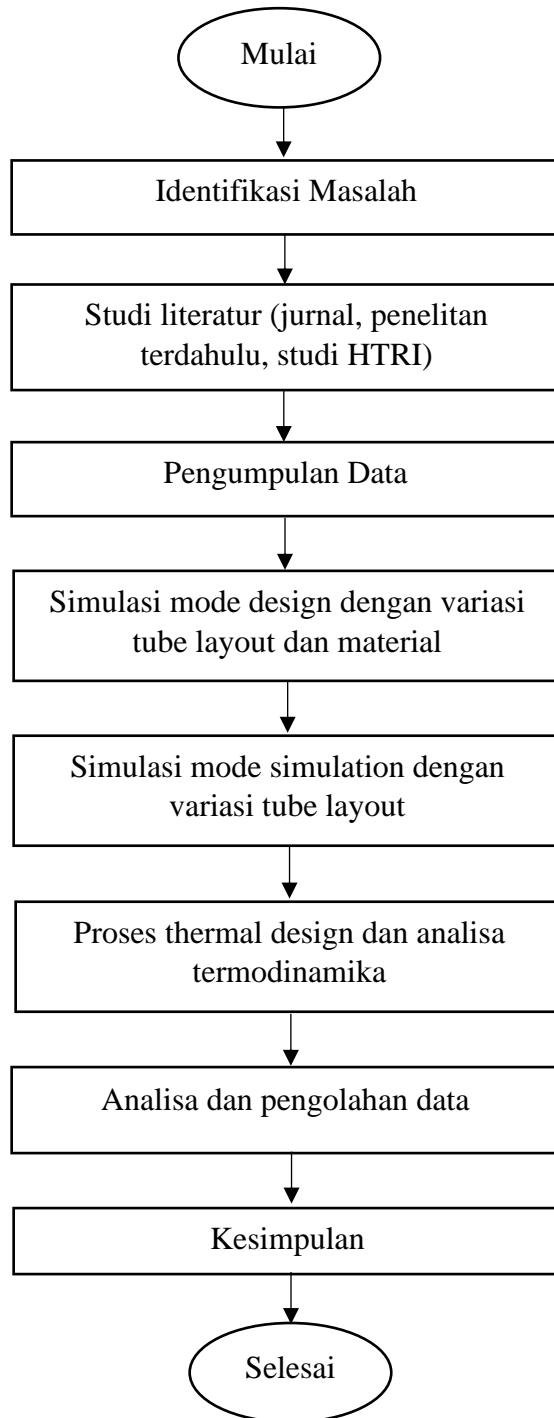 Mulai
Identifikasi Masalah
Studi literatur (jurnal, penelitan
terdahulu, studi HTRI)
Pengumpulan Data
Simulasi mode design dengan variasi
tube layout dan material
Simulasi mode simulation dengan
variasi tube layout
Proses thermal design dan analisa
termodinamika
Analisa dan pengolahan data
Kesimpulan
Selesai